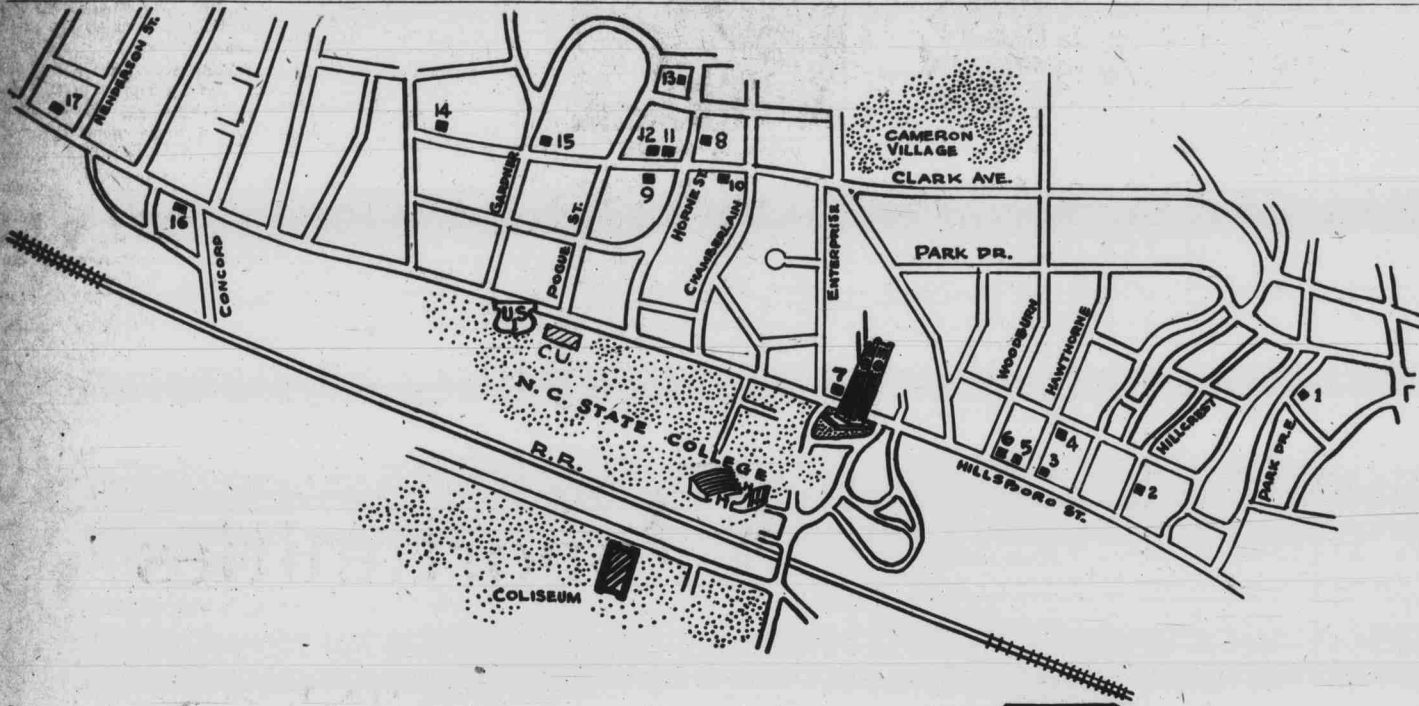 HENDERSON ST.
17
14
13
12 11
8
15
CAMERON
VILLAGE
CLARK AVE.
GARDNER
9
HORNE ST.
10
16
CONCORD
POGUE ST.
CHAMBERLAIN
ENTERPRISE
PARK DR.
U.S
1
C.U.
N.C. STATE COLLEGE
R.R.
7
WOODBURN
HAWTHORNE
HILLCREST
1
PARK DR.E.
6
5
4
3
2
HILLSBORO ST.
COLISEUM